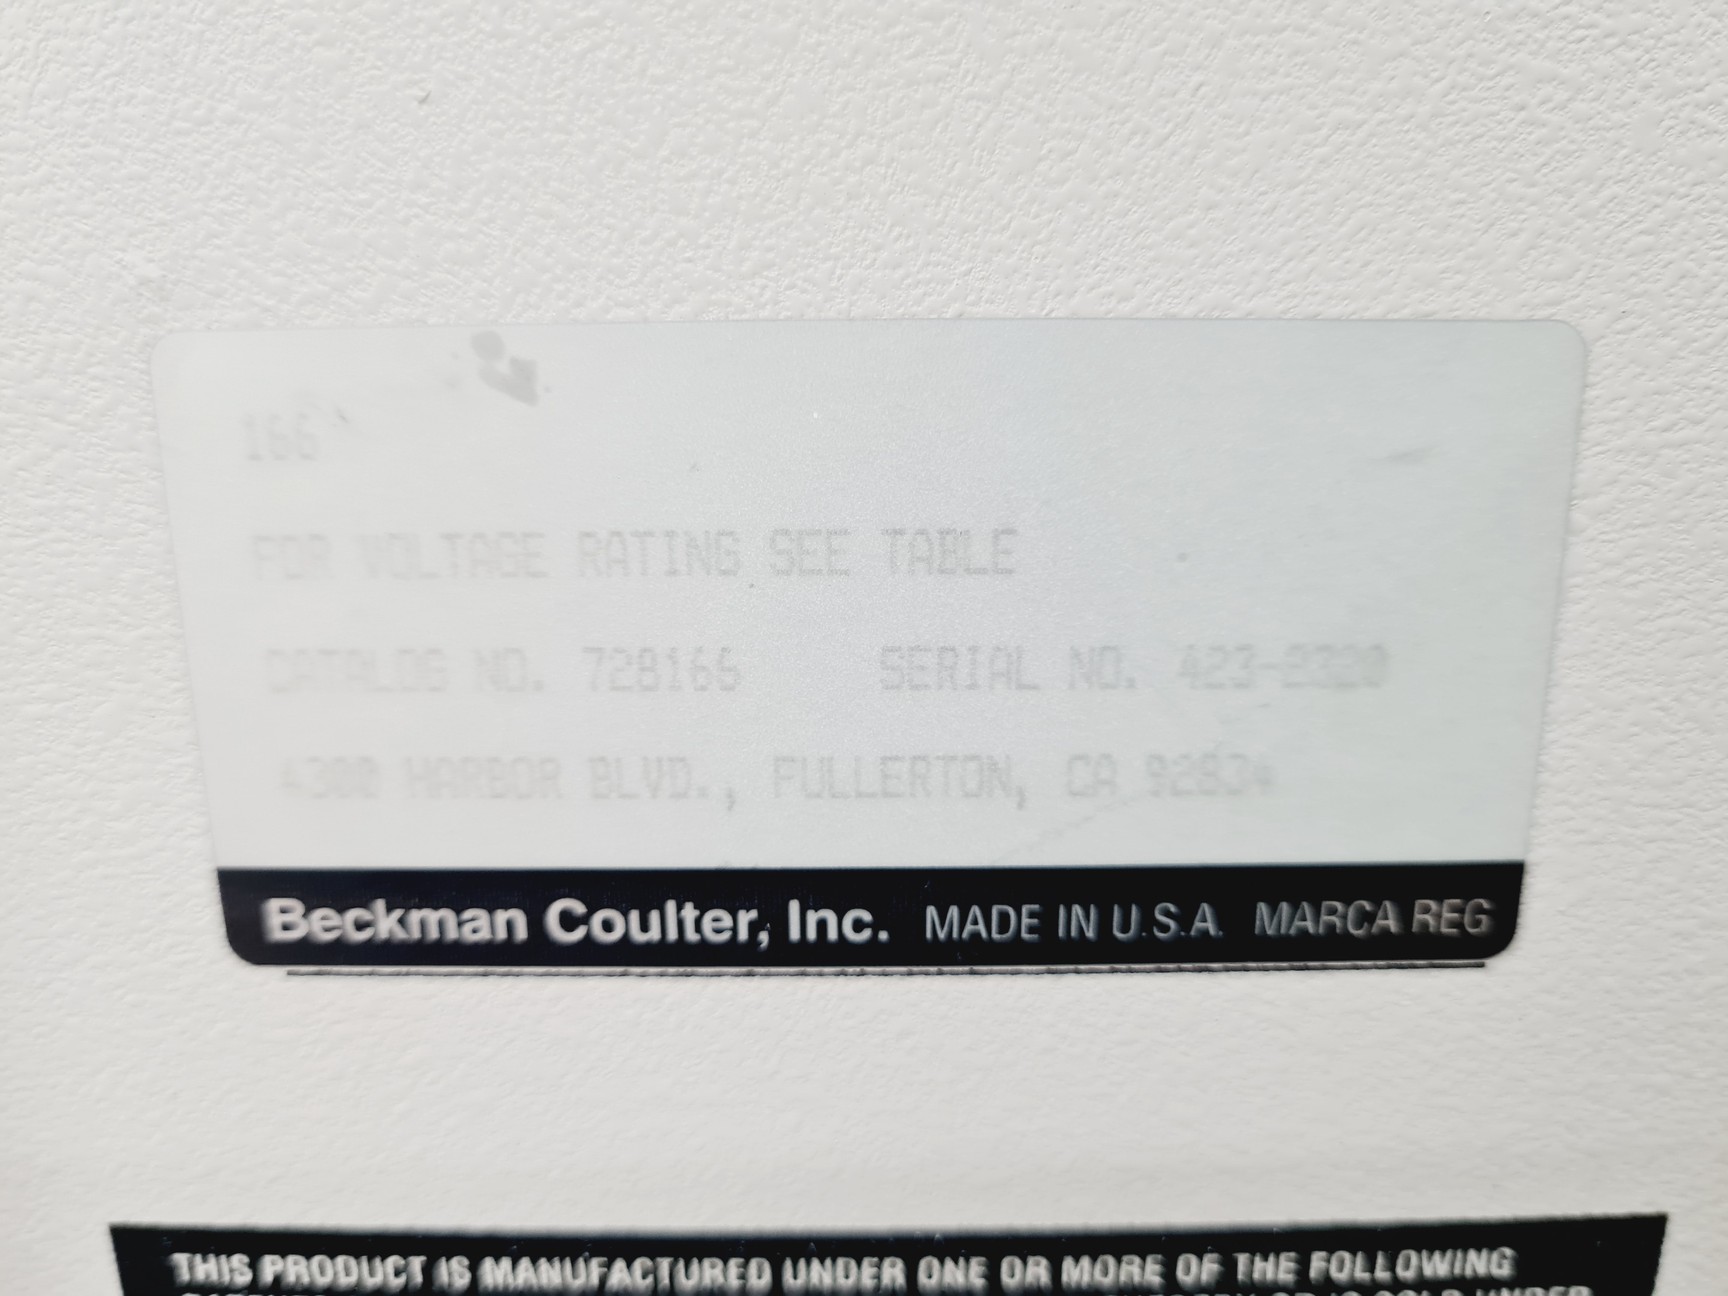 166
FOR VOLTAGE RATING SEE TABLE
CATALOG NO. 728166 SERIAL NO. 423-2320
4300 HARBOR BLVD., FULLERTON, CA 92834
Beckman Coulter, Inc. MADE IN U.S.A. MARCA REG
THIS PRODUCT IS MANUFACTURED UNDER ONE OR MORE OF THE FOLLOWING